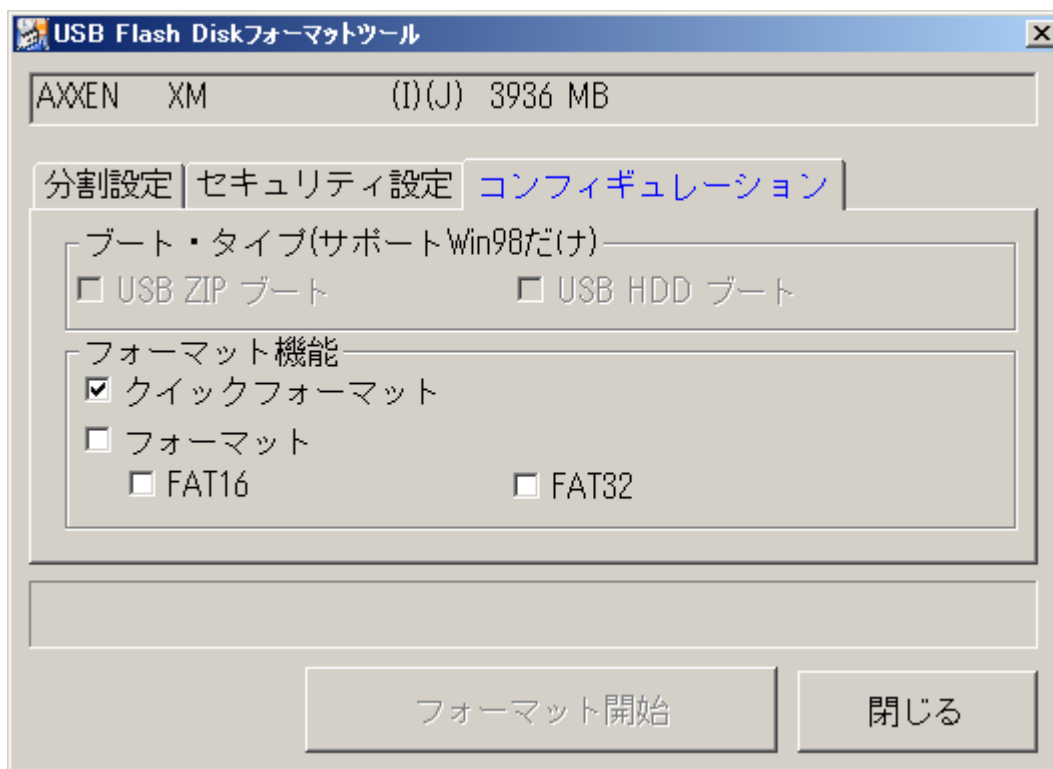 USB Flash Diskフォーマットツール
AXXEN XM (I)(J) 3936 MB
分割設定 セキュリティ設定 コンフィギュレーション
ブート・タイプ(サポートWin98だけ)
USB ZIP ブート USB HDD ブート
フォーマット機能
クイックフォーマット
フォーマット
FAT16 FAT32
フォーマット開始 閉じる